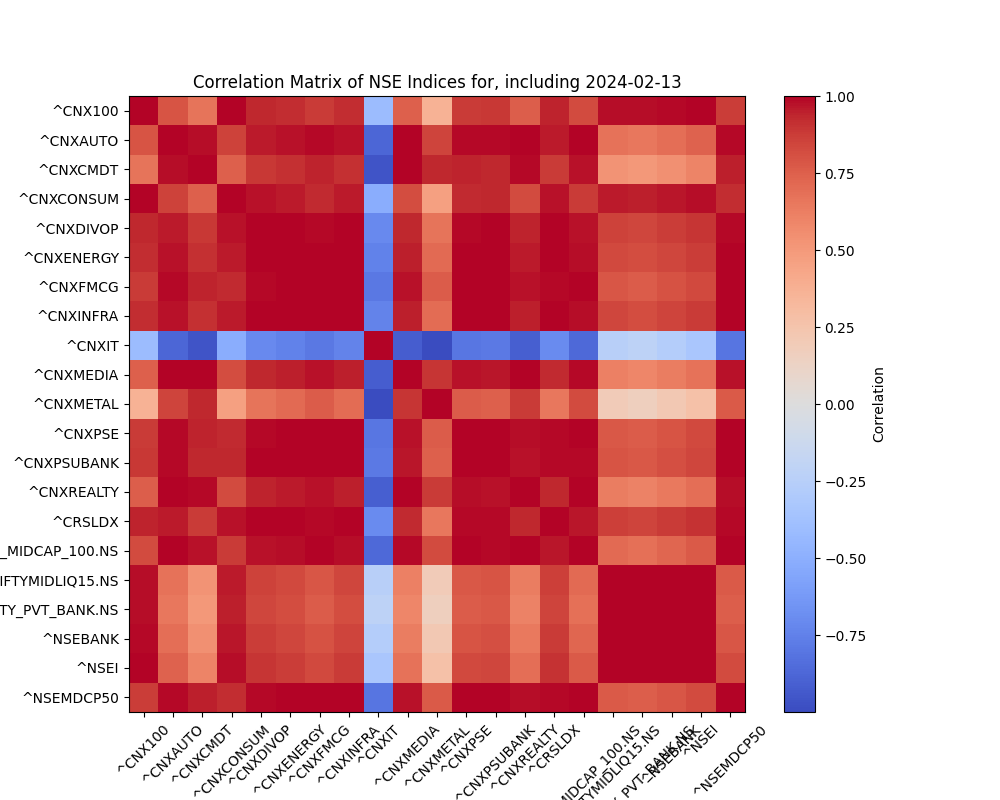 Correlation Matrix of NSE Indices for, including 2024-02-13
^CNX100
^CNXAUTO
^CNXCMDT
^CNXCONSUM
^CNXDIVOP
^CNXENERGY
^CNXFMCG
^CNXINFRA
^CNXIT
^CNXMEDIA
^CNXMETAL
^CNXPSE
^CNXPSUBANK
^CNXREALTY
^CRSLDX
_MIDCAP_100.NS
IFTYMIDLIQ15.NS
TY_PVT_BANK.NS
^NSEBANK
^NSEI
^NSEMDCP50
^CNX100
^CNXAUTO
^CNXCMDT
^CNXCONSUM
^CNXDIVOP
^CNXENERGY
^CNXFMCG
^CNXINFRA
^CNXIT
^CNXMEDIA
^CNXMETAL
^CNXPSE
^CNXPSUBANK
^CNXREALTY
^CRSLDX
MIDCAP_100.NS
TYMIDLIQ15.NS
_PVT_BANK.NS
^NSEBANK
^NSEI
^NSEMDCP50
1.00
0.75
0.50
0.25
0.00
−0.25
−0.50
−0.75
Correlation